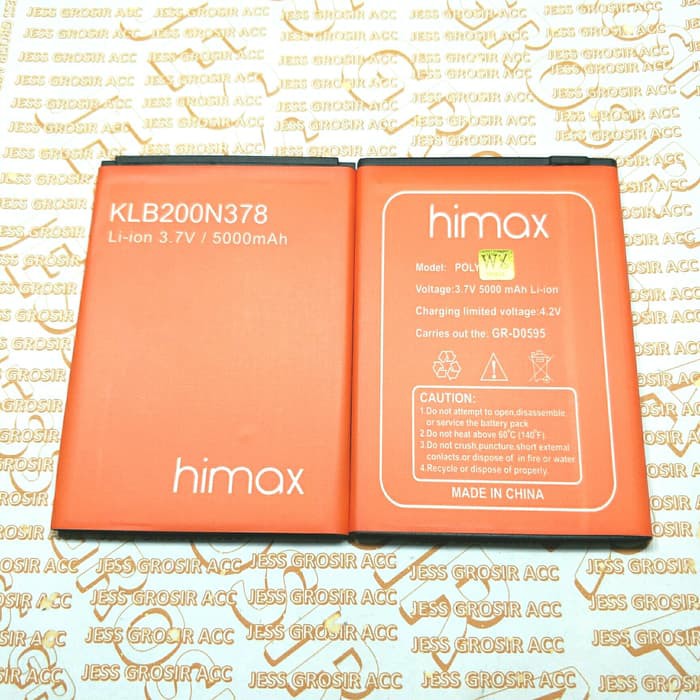 KLB200N378
Li-ion 3.7V / 5000mAh
himax
himax
Model: POLY
Voltage:3.7V 5000 mAh Li-ion
Charging limited voltage:4.2V
Carries out the: GR-D0595
CAUTION:
1.Do not attempt to open,disassemble
or service the battery pack
2.Do not heat above 60°C (140°F).
3.Do not crush,puncture,short external
contacts,or dispose of in fire or water
4.Recycle or dispose of properly.
MADE IN CHINA
JESS GROSIR ACC